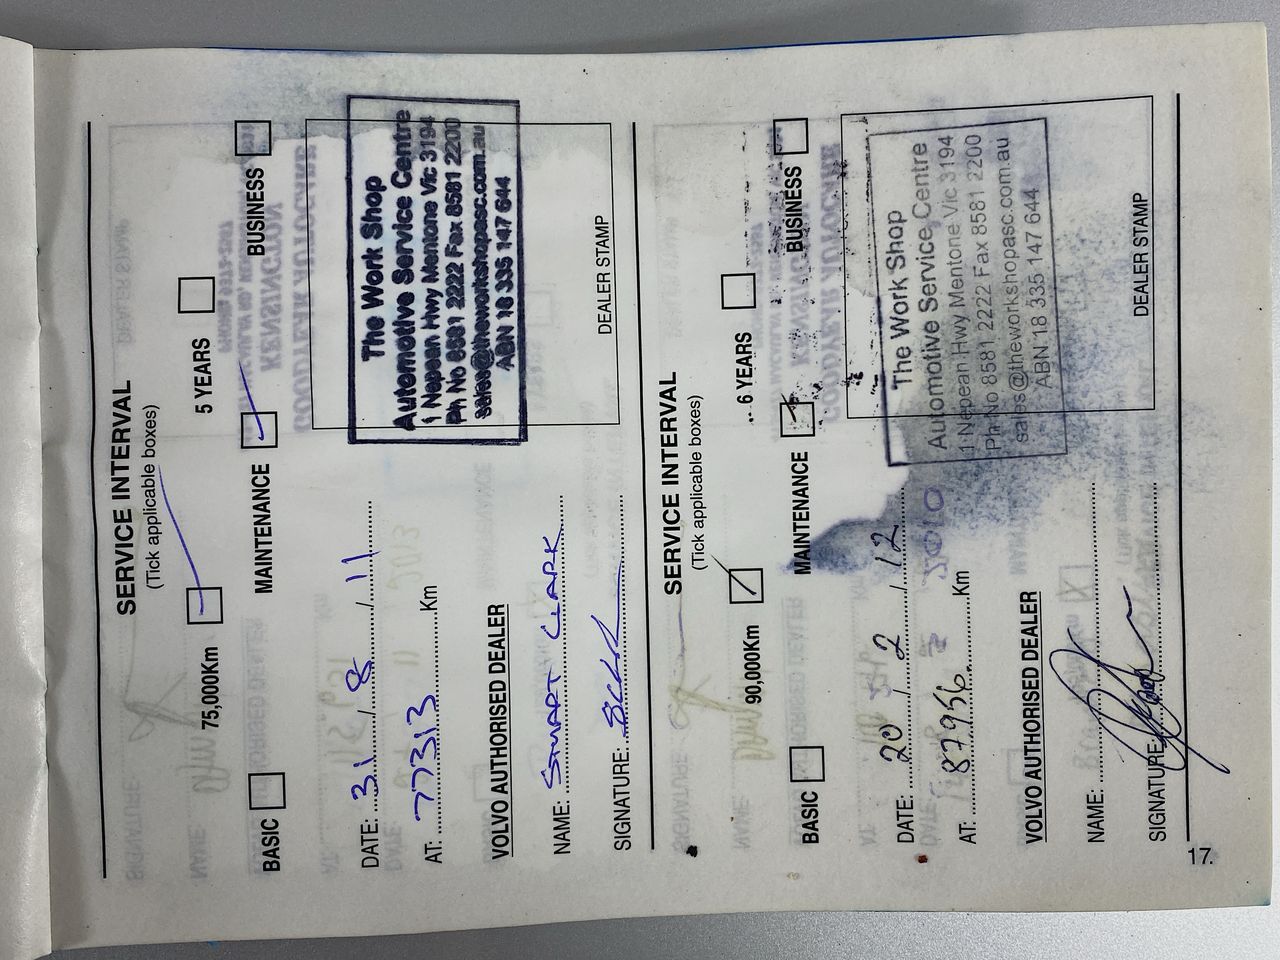 SERVICE INTERVAL
(Tick applicable boxes)
75,000Km 5 YEARS
BASIC MAINTENANCE BUSINESS
DATE: 31 / 8 / 11
AT: 77313 Km
VOLVO AUTHORISED DEALER
NAME: STUART CLARK
SIGNATURE:
The Work Shop
Automotive Service Centre
1 Nepean Hwy Mentone Vic 3194
Ph No 8581 2222 Fax 8581 2200
sales@theworkshopasc.com.au
ABN 18 335 147 644
DEALER STAMP
SERVICE INTERVAL
(Tick applicable boxes)
90,000Km 6 YEARS
BASIC MAINTENANCE BUSINESS
DATE: 20 / 2 / 12
AT: 87956 Km
VOLVO AUTHORISED DEALER
NAME:
SIGNATURE:
The Work Shop
Automotive Service Centre
1 Nepean Hwy Mentone Vic 3194
Ph No 8581 2222 Fax 8581 2200
sales@theworkshopasc.com.au
ABN 18 335 147 644
DEALER STAMP
17.